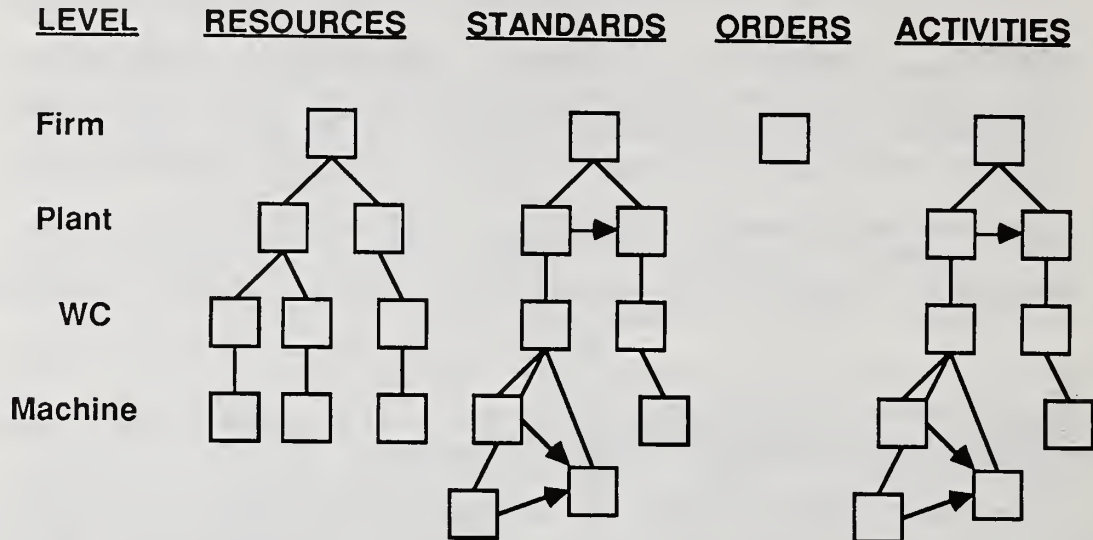 LEVEL RESOURCES STANDARDS ORDERS ACTIVITIES
Firm
Plant
WC
Machine